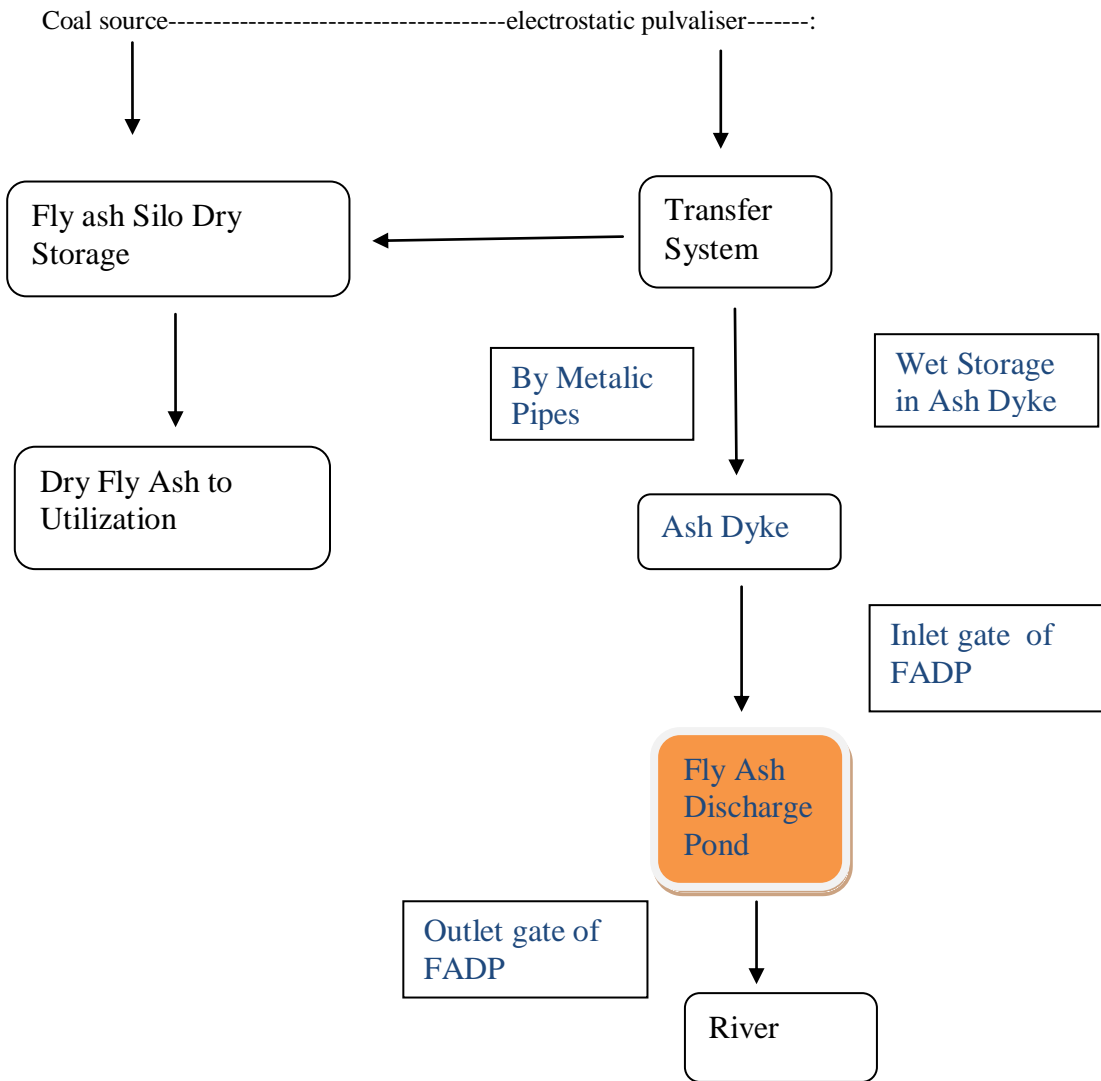 Coal source-------------------------------------electrostatic pulvaliser-------:
Fly ash Silo Dry
Storage
Transfer
System
By Metalic
Pipes
Wet Storage
in Ash Dyke
Dry Fly Ash to
Utilization
Ash Dyke
Inlet gate  of
FADP
Fly Ash
Discharge
Pond
Outlet gate of
FADP
River